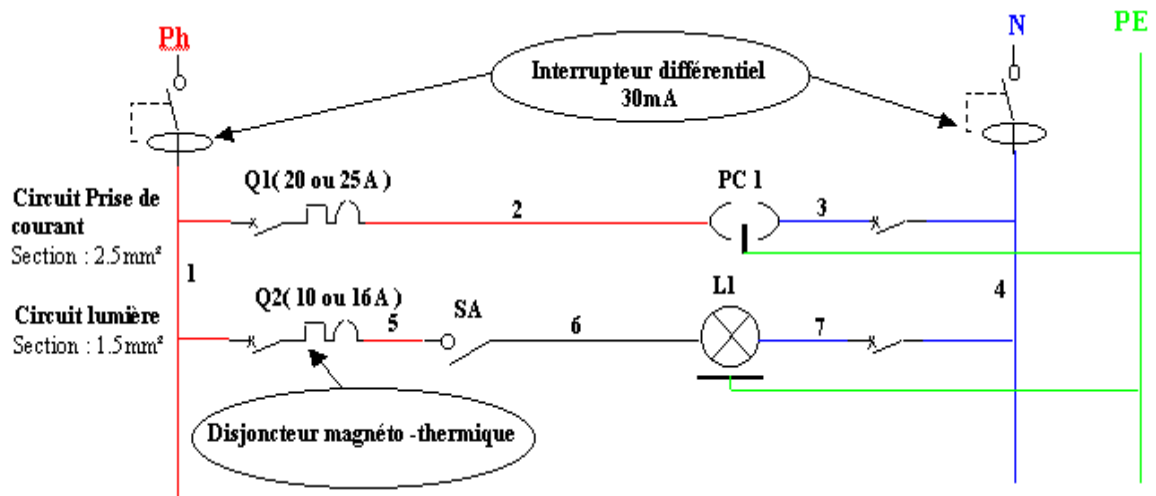 Ph
N
PE
Interrupteur différentiel
30mA
Q1( 20 ou 25A )
PC 1
Circuit Prise de
courant
Section : 2.5mm²
2
3
1
Q2( 10 ou 16A )
SA
L1
4
Circuit lumière
Section : 1.5mm²
5
6
7
Disjoncteur magnéto -thermique